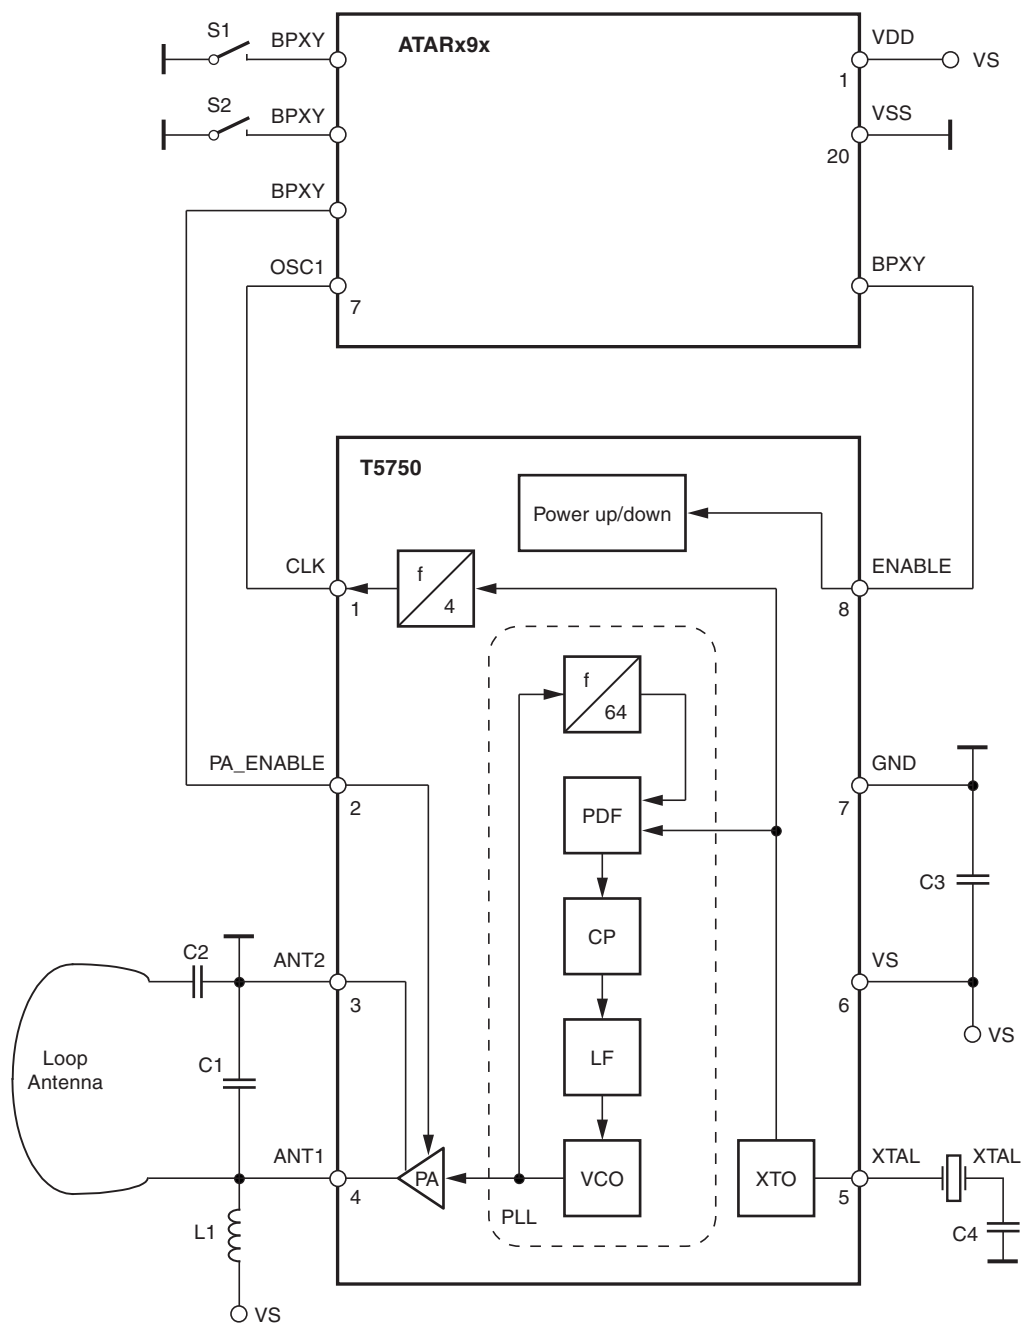 S1
BPXY
ATARx9x
VDD
VS
1
S2
BPXY
VSS
20
BPXY
OSC1
7
BPXY
T5750
Power up/down
CLK
1
f
4
ENABLE
8
f
64
PA_ENABLE
2
PDF
GND
7
C3
CP
C2
ANT2
3
VS
6
VS
Loop
Antenna
C1
LF
ANT1
4
PA
VCO
PLL
XTO
XTAL
5
XTAL
C4
L1
VS